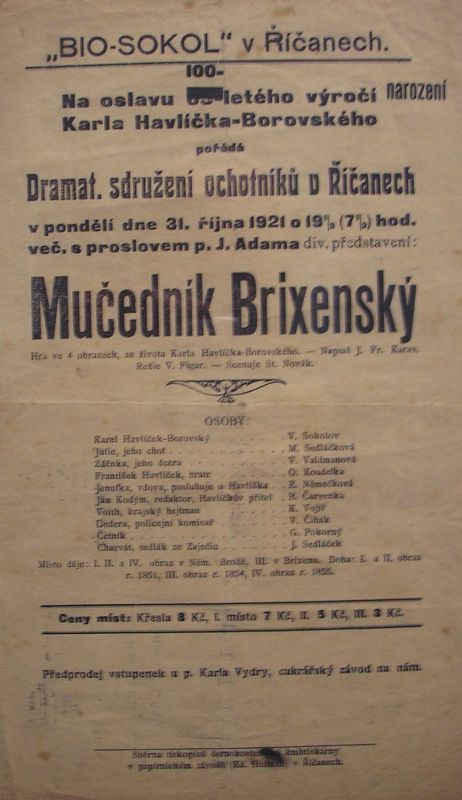 „BIO-SOKOL“ v Říčanech.
100-
Na oslavu letého výročí narození
Karla Havlíčka-Borovského
pořádá
Dramat. sdružení ochotníků v Říčanech
v pondělí dne 31. října 1921 o 19½ (7½) hod.
več. s proslovem p. J. Adama div. představení:
Mučedník Brixenský
Hra ve 4 obrazech, ze života Karla Havlíčka-Borovského. — Napsal J. Fr. Karas.
Režie V. Figar. — Scenuje St. Novák.
OSOBY:
Karel Havlíček-Borovský . . . . . . V. Sokolov
Julie, jeho choť . . . . . . M. Sedláčková
Zděnka, jeho dcera . . . . . . V. Valdmanová
František Havlíček, bratr . . . . . . O. Koudelka
Jenufka, vdova, posluhuje u Havlíčka . E. Němečková
Jan Kodým, redaktor, Havlíčkův přítel . B. Červenka
Voith, krajský hejtman . . . . . . K. Vojíř
Dedera, policejní komisař . . . . . . V. Čihák
Četník . . . . . . G. Pokorný
Charvát, sedlák ze Zaječic . . . . . . J. Sedláček
Místo děje: I. II. a IV. obraz v Něm. Brodě, III. v Brixenu. Doba: I. a II. obraz
r. 1851, III. obraz r. 1854, IV. obraz r. 1855.
Ceny míst: Křesla 8 Kč, I. místo 7 Kč, II. 5 Kč, III. 3 Kč.
Předprodej vstupenek u p. Karla Vydry, cukrářský závod na nám.
Sběrna tiskopisů černokostelecké knihtiskárny
v papírnickém závodě (Ed. Hofman) v Říčanech.